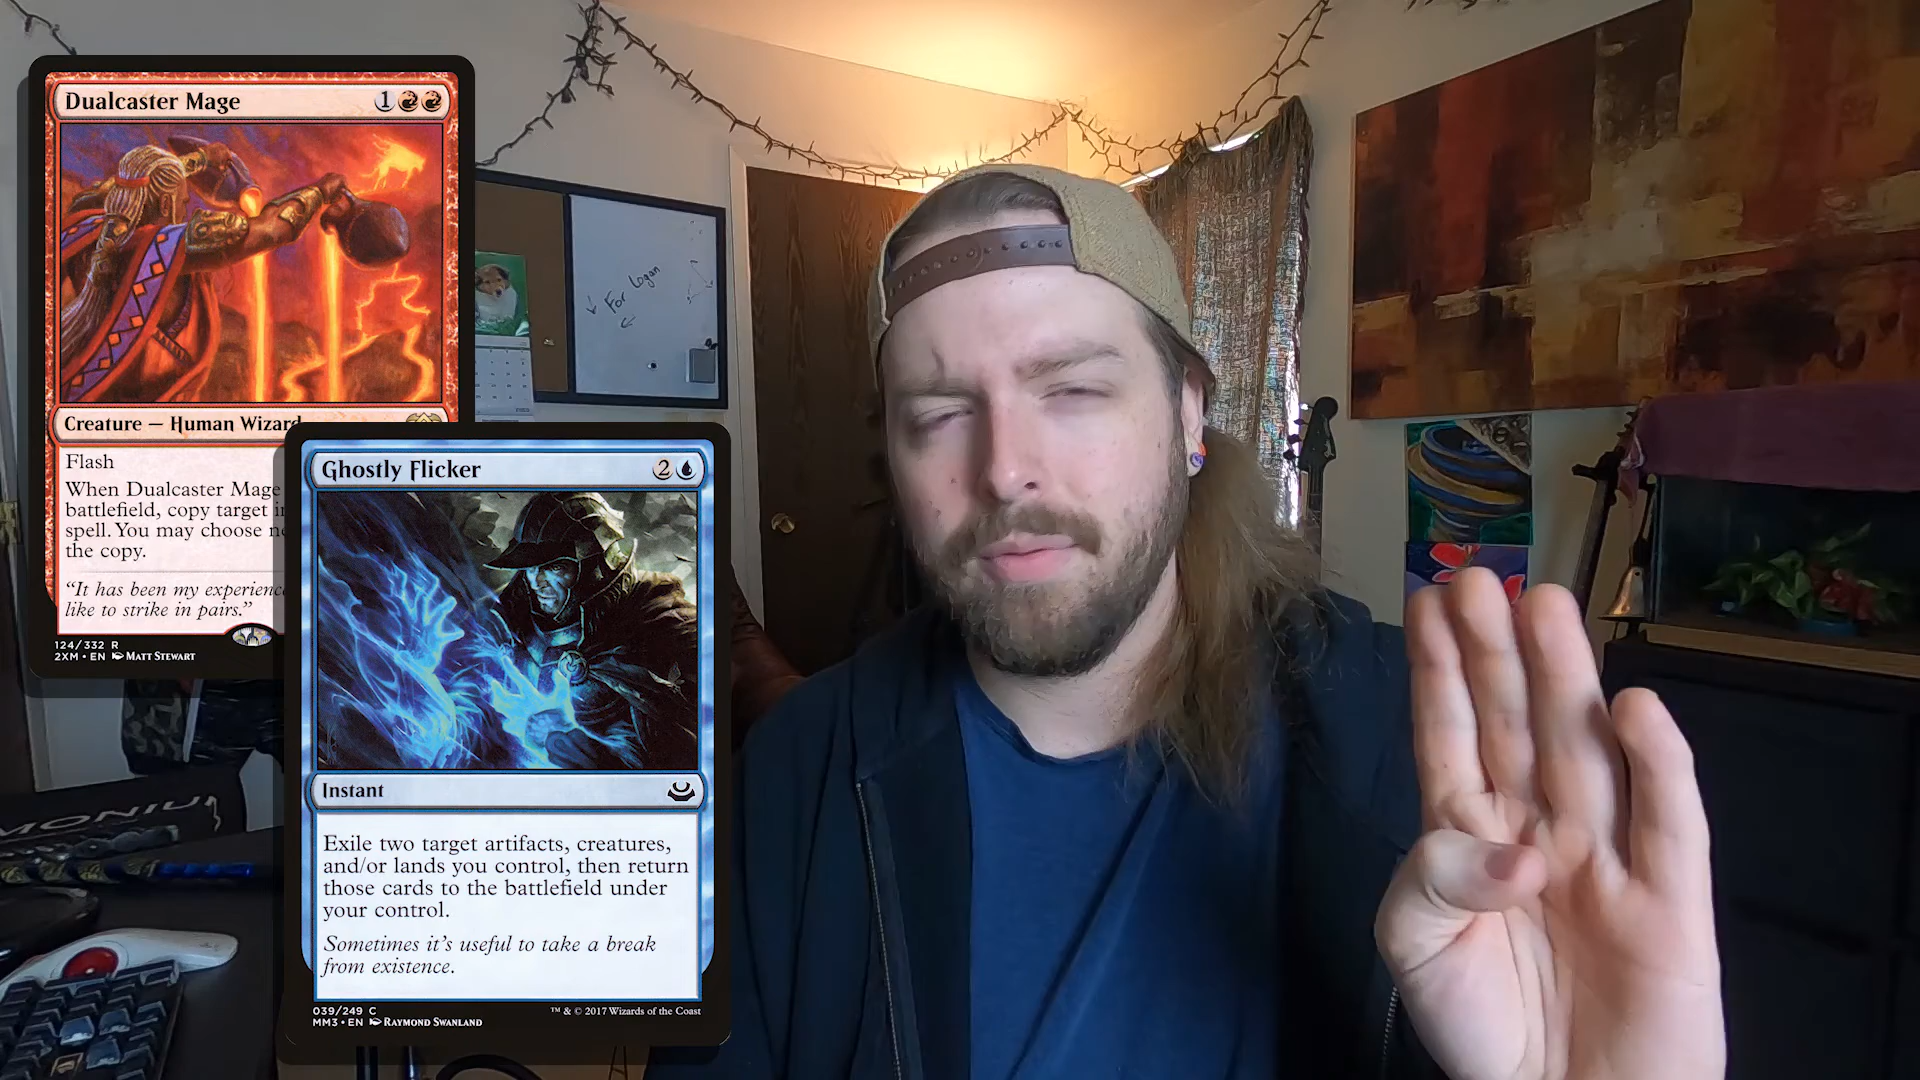 Dualcaster Mage 1
Creature — Human Wizard
Flash
When Dualcaster Mage
battlefield, copy target
spell. You may choose
the copy.
“It has been my experience
like to strike in pairs.”
124/332 R
2XM • EN MATT STEWART
Ghostly Flicker 2
Instant
Exile two target artifacts, creatures,
and/or lands you control, then return
those cards to the battlefield under
your control.
Sometimes it's useful to take a break
from existence.
039/249 C
MM3 • EN RAYMOND SWANLAND
™ & © 2017 Wizards of the Coast
For Logan
MONIU